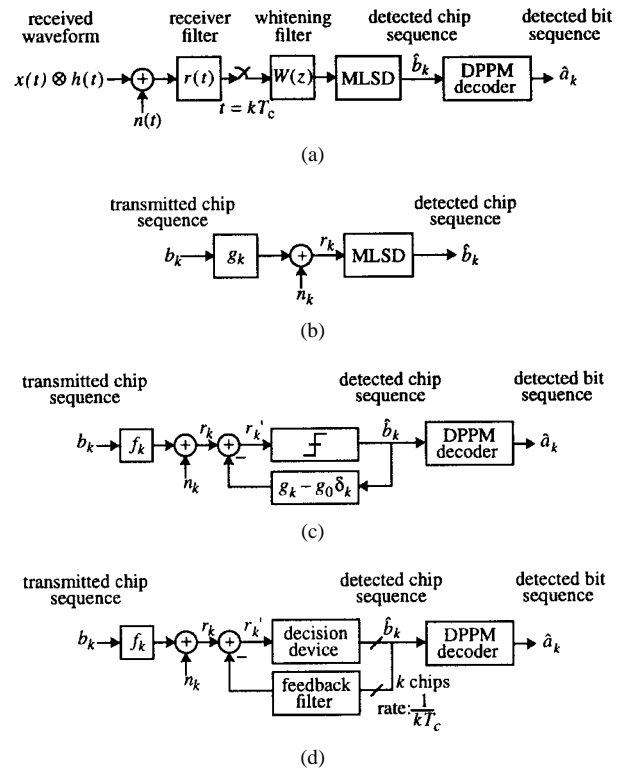 received waveform
receiver filter
whitening filter
detected chip sequence
detected bit sequence
x(t) ⊗ h(t)
r(t)
W(z)
MLSD
b̂k
DPPM decoder
âk
n(t)
t = kTc
(a)
transmitted chip sequence
detected chip sequence
bk
gk
rk
MLSD
b̂k
nk
(b)
transmitted chip sequence
detected chip sequence
detected bit sequence
bk
fk
rk
rk'
b̂k
DPPM decoder
âk
nk
−
gk − g0δk
(c)
transmitted chip sequence
detected chip sequence
detected bit sequence
bk
fk
rk
rk'
decision device
b̂k
DPPM decoder
âk
nk
−
feedback filter
k chips
rate: 1/kTc
(d)